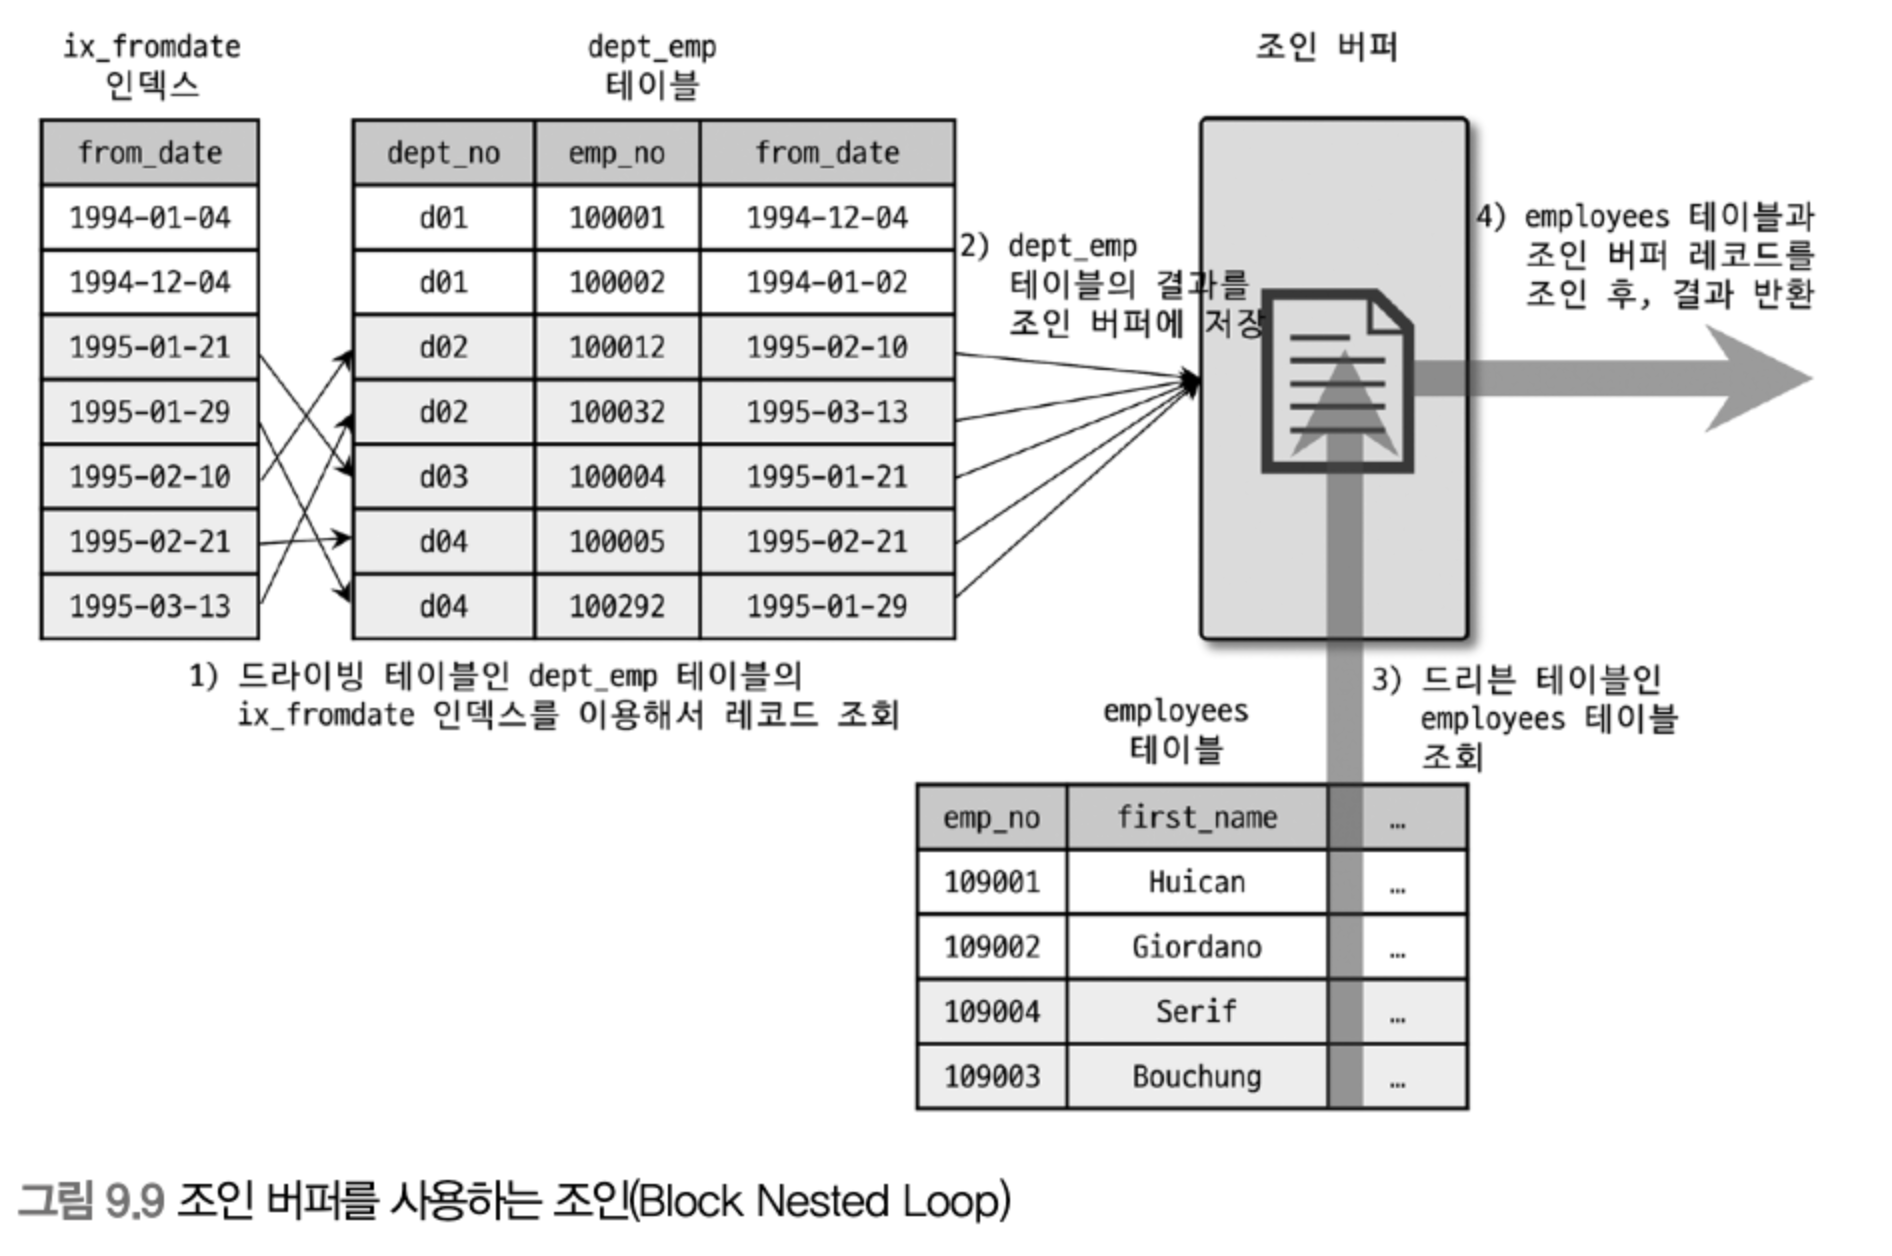 ix_fromdate
인덱스
from_date
1994-01-04
1994-12-04
1995-01-21
1995-01-29
1995-02-10
1995-02-21
1995-03-13
dept_emp
테이블
dept_no emp_no from_date
d01 100001 1994-12-04
d01 100002 1994-01-02
d02 100012 1995-02-10
d02 100032 1995-03-13
d03 100004 1995-01-21
d04 100005 1995-02-21
d04 100292 1995-01-29
1) 드라이빙 테이블인 dept_emp 테이블의
ix_fromdate 인덱스를 이용해서 레코드 조회
2) dept_emp
테이블의 결과를
조인 버퍼에 저장
조인 버퍼
4) employees 테이블과
조인 버퍼 레코드를
조인 후, 결과 반환
3) 드리븐 테이블인
employees 테이블
조회
employees
테이블
emp_no first_name …
109001 Huican …
109002 Giordano …
109004 Serif …
109003 Bouchung …
그림 9.9 조인 버퍼를 사용하는 조인(Block Nested Loop)